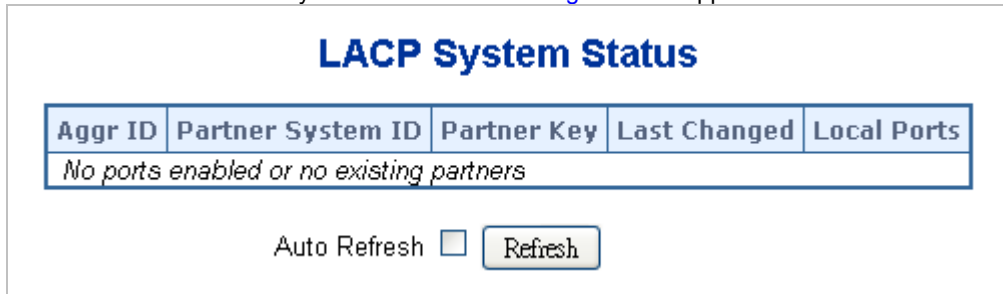 LACP System Status
Aggr ID Partner System ID Partner Key Last Changed Local Ports
No ports enabled or no existing partners
Auto Refresh Refresh